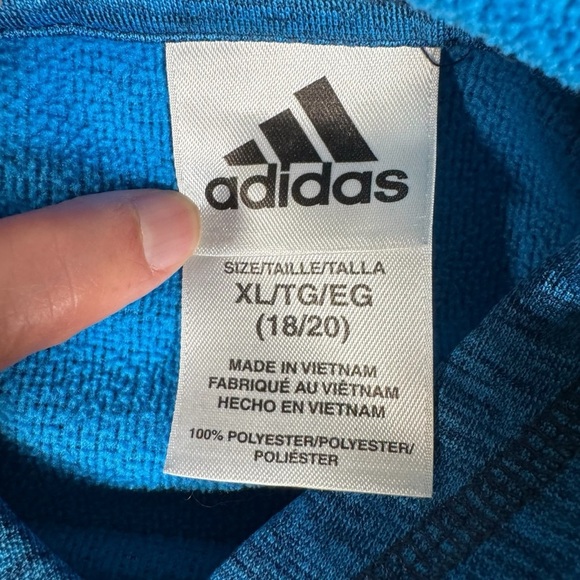 adidas
SIZE/TAILLE/TALLA
XL/TG/EG
(18/20)
MADE IN VIETNAM
FABRIQUÉ AU VIÊTNAM
HECHO EN VIETNAM
100% POLYESTER/POLYESTER/
POLIÉSTER